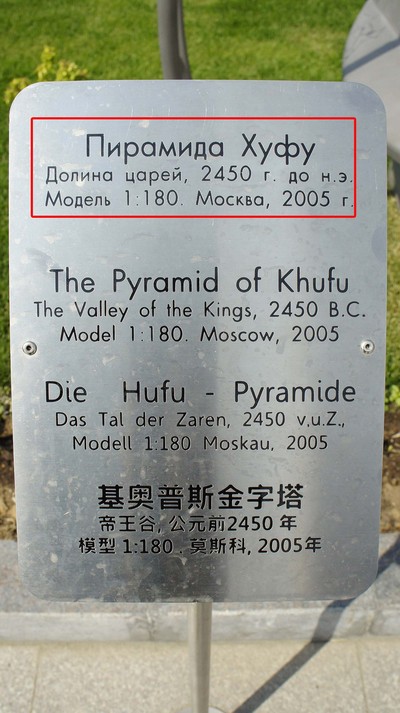 Пирамида Хуфу
Долина царей, 2450 г. до н.э.
Модель 1:180. Москва, 2005 г.
The Pyramid of Khufu
The Valley of the Kings, 2450 B.C.
Model 1:180. Moscow, 2005
Die Hufu - Pyramide
Das Tal der Zaren, 2450 v.u.Z.,
Modell 1:180 Moskau, 2005
基奥普斯金字塔
帝王谷, 公元前2450 年
模型 1:180 . 莫斯科, 2005年